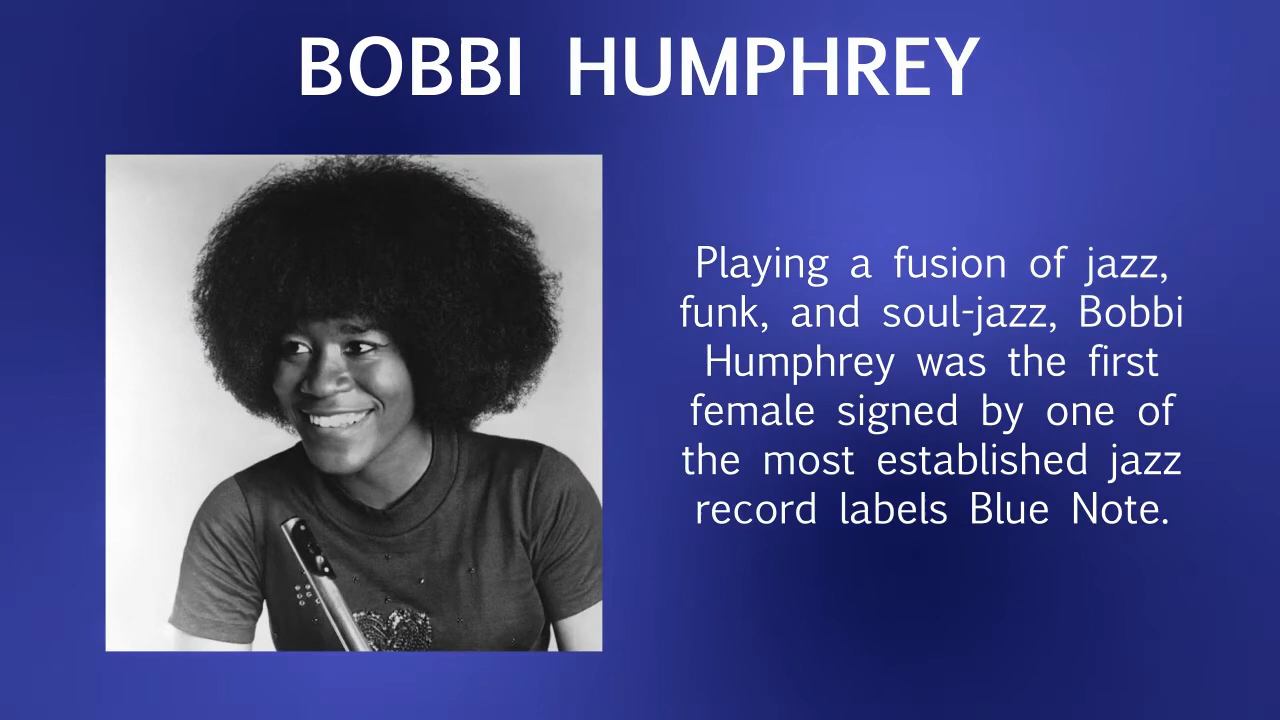 BOBBI HUMPHREY
Playing a fusion of jazz,
funk, and soul-jazz, Bobbi
Humphrey was the first
female signed by one of
the most established jazz
record labels Blue Note.